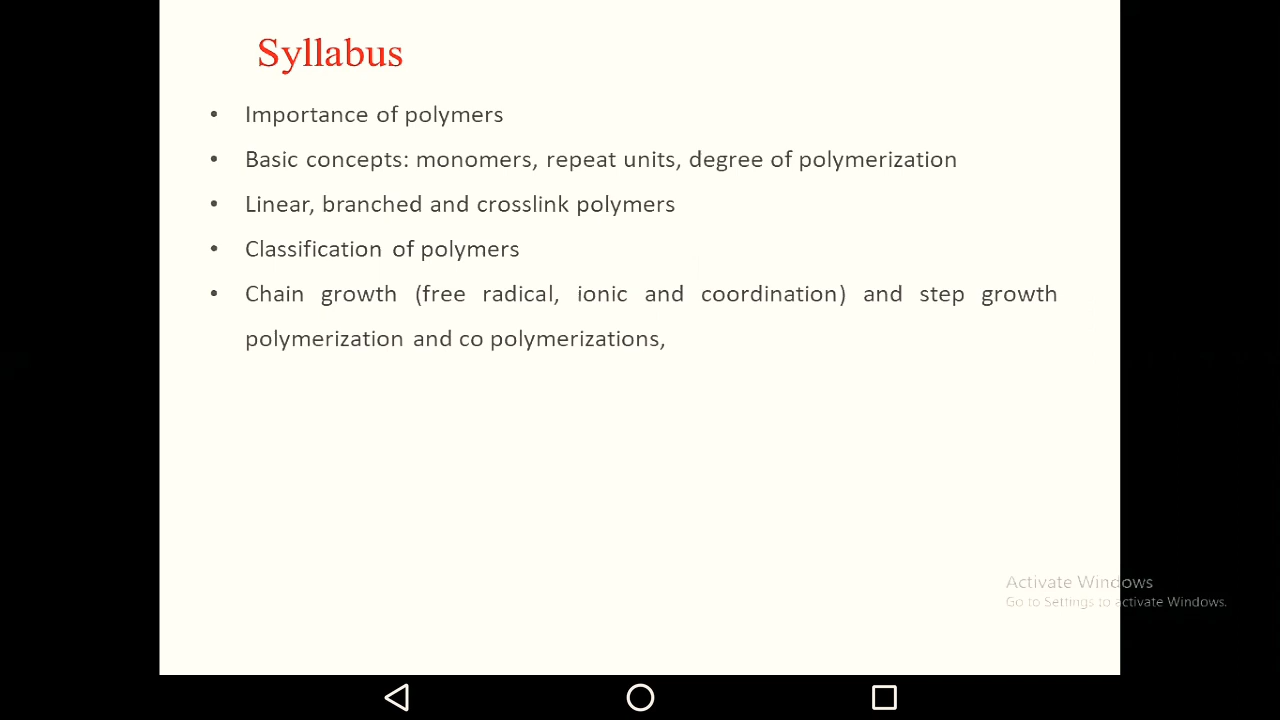 Syllabus
• Importance of polymers
• Basic concepts: monomers, repeat units, degree of polymerization
• Linear, branched and crosslink polymers
• Classification of polymers
• Chain growth (free radical, ionic and coordination) and step growth
polymerization and co polymerizations,
Activate Windows
Go to Settings to activate Windows.